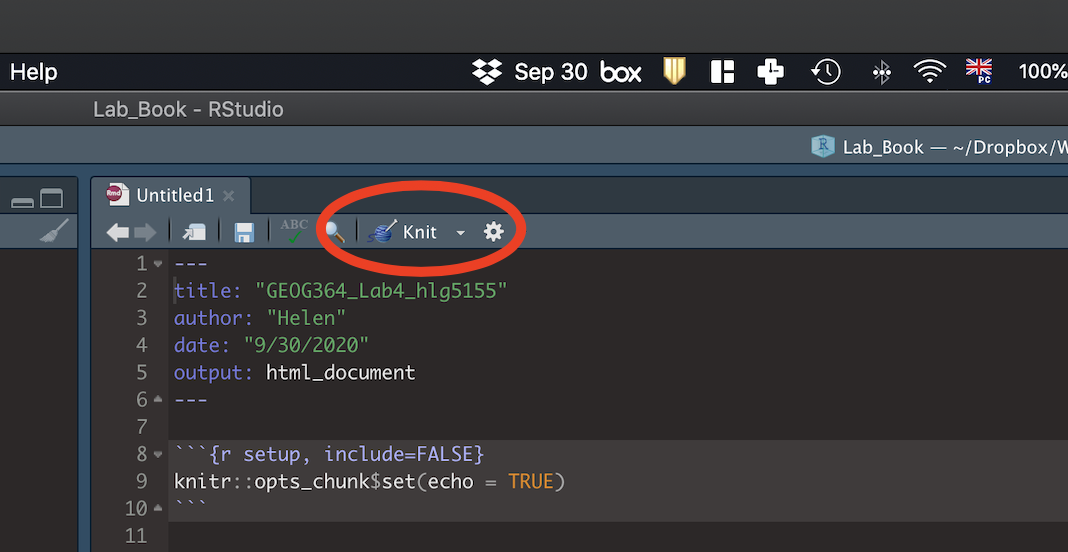 Help Sep 30 box PC 100%
Lab_Book - RStudio
R Lab_Book — ~/Dropbox/W
Rmd Untitled1
ABC Knit
1 ---
2 title: "GEOG364_Lab4_hlg5155"
3 author: "Helen"
4 date: "9/30/2020"
5 output: html_document
6 ---
7
8 ```{r setup, include=FALSE}
9 knitr::opts_chunk$set(echo = TRUE)
10 ```
11